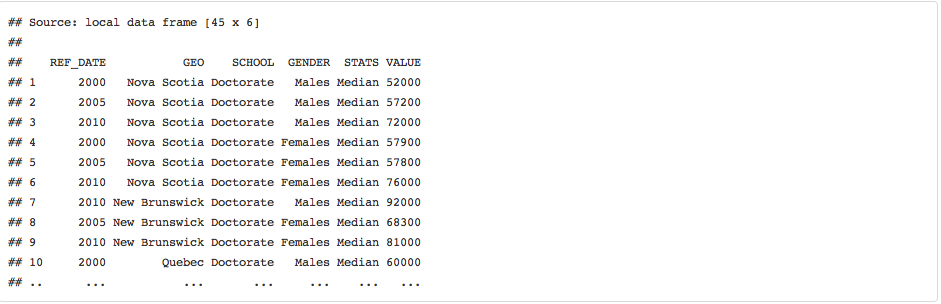 ## Source: local data frame [45 x 6]
##
##    REF_DATE           GEO    SCHOOL  GENDER  STATS VALUE
## 1      2000   Nova Scotia Doctorate   Males Median 52000
## 2      2005   Nova Scotia Doctorate   Males Median 57200
## 3      2010   Nova Scotia Doctorate   Males Median 72000
## 4      2000   Nova Scotia Doctorate Females Median 57900
## 5      2005   Nova Scotia Doctorate Females Median 57800
## 6      2010   Nova Scotia Doctorate Females Median 76000
## 7      2010 New Brunswick Doctorate   Males Median 92000
## 8      2005 New Brunswick Doctorate Females Median 68300
## 9      2010 New Brunswick Doctorate Females Median 81000
## 10     2000        Quebec Doctorate   Males Median 60000
## ..      ...           ...       ...     ...    ...   ...